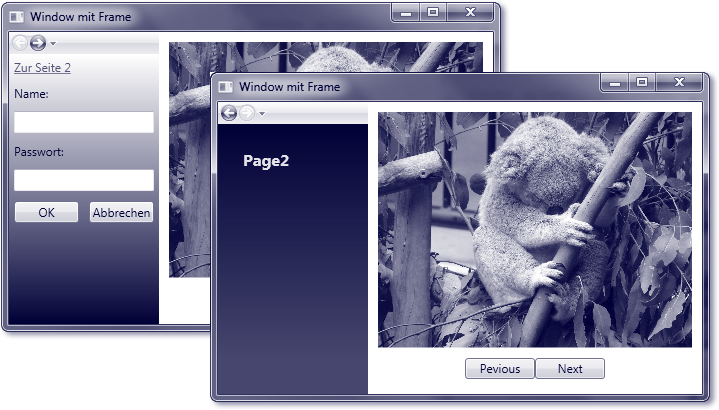 Window mit Frame
Zur Seite 2
Name:
Passwort:
OK
Abbrechen
Window mit Frame
Page2
Pevious
Next